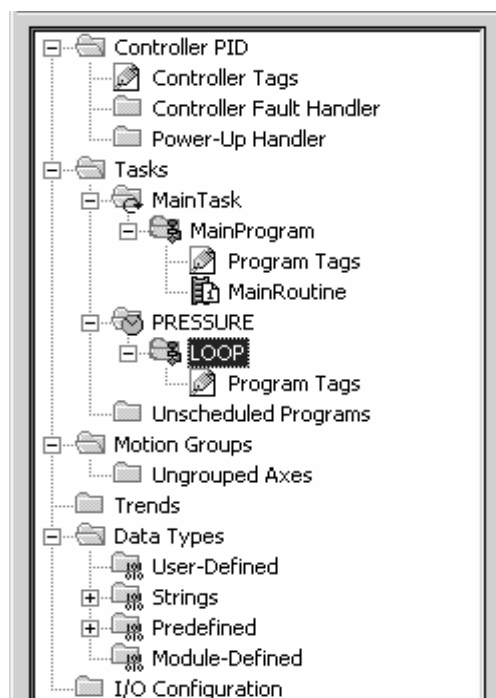 Controller PID
Controller Tags
Controller Fault Handler
Power-Up Handler
Tasks
MainTask
MainProgram
Program Tags
MainRoutine
PRESSURE
LOOP
Program Tags
Unscheduled Programs
Motion Groups
Ungrouped Axes
Trends
Data Types
User-Defined
Strings
Predefined
Module-Defined
I/O Configuration